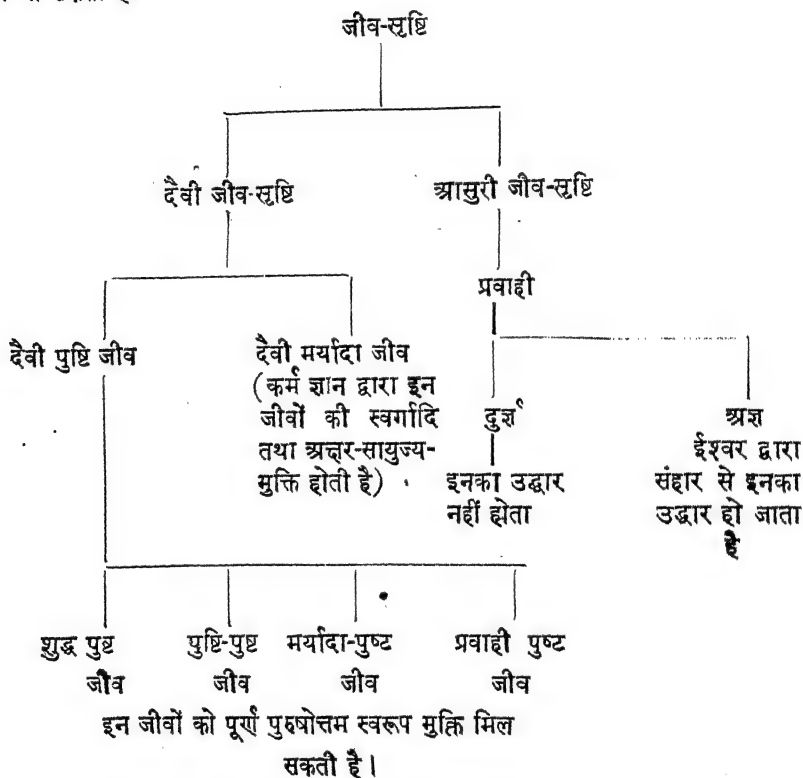 जीव-सृष्टि
दैवी जीव-सृष्टि
आसुरी जीव-सृष्टि
प्रवाही
दैवी पुष्टि जीव
दैवी मर्यादा जीव
(कर्म ज्ञान द्वारा इन
जीवों की स्वर्गादि
तथा अक्षर-सायुज्य-
मुक्ति होती है)
दुर्ज्ञ
इनका उद्धार
नहीं होता
अज्ञ
ईश्वर द्वारा
संहार से इनका
उद्धार हो जाता
है
शुद्ध पुष्ट
जीव
पुष्टि-पुष्ट
जीव
मर्यादा-पुष्ट
जीव
प्रवाही पुष्ट
जीव
इन जीवों को पूर्ण पुरुषोत्तम स्वरूप मुक्ति मिल
सकती है।